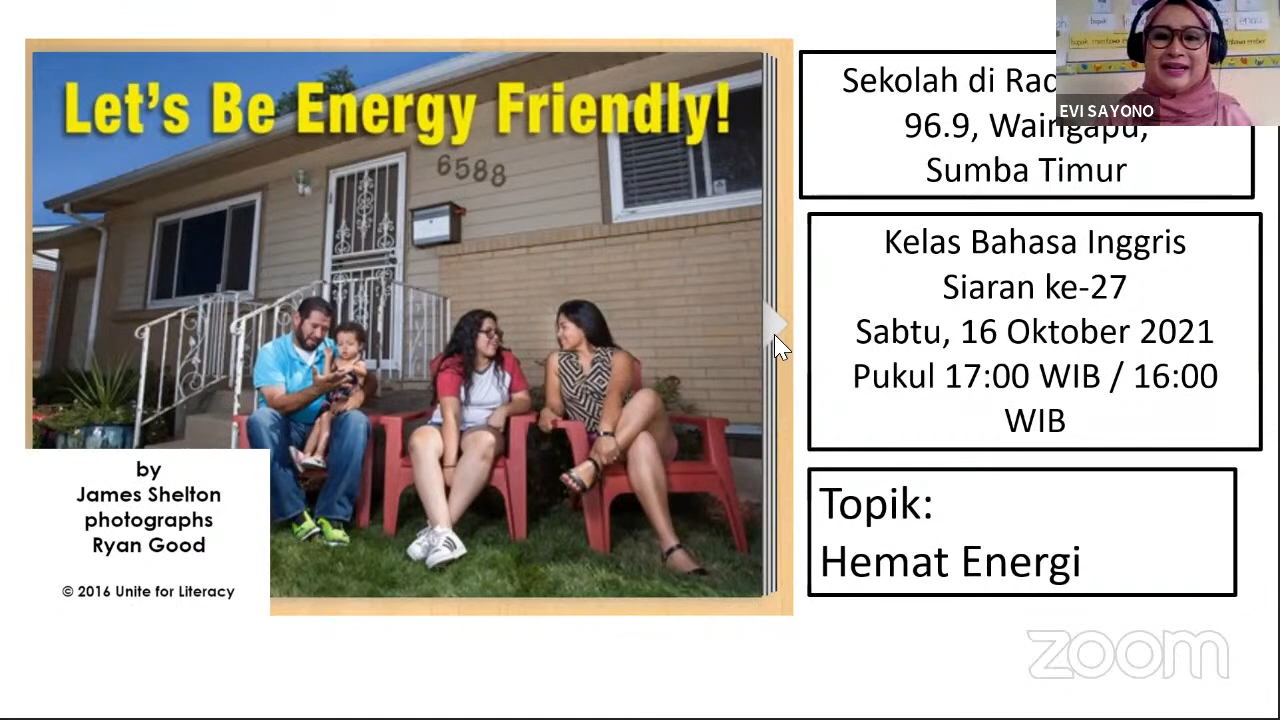 Let's Be Energy Friendly!
6588
by
James Shelton
photographs
Ryan Good
© 2016 Unite for Literacy
Sekolah di
96.9, Waingapu,
Sumba Timur
Kelas Bahasa Inggris
Siaran ke-27
Sabtu, 16 Oktober 2021
Pukul 17:00 WIB / 16:00
WIB
Topik:
Hemat Energi
EVI SAYONO
zoom